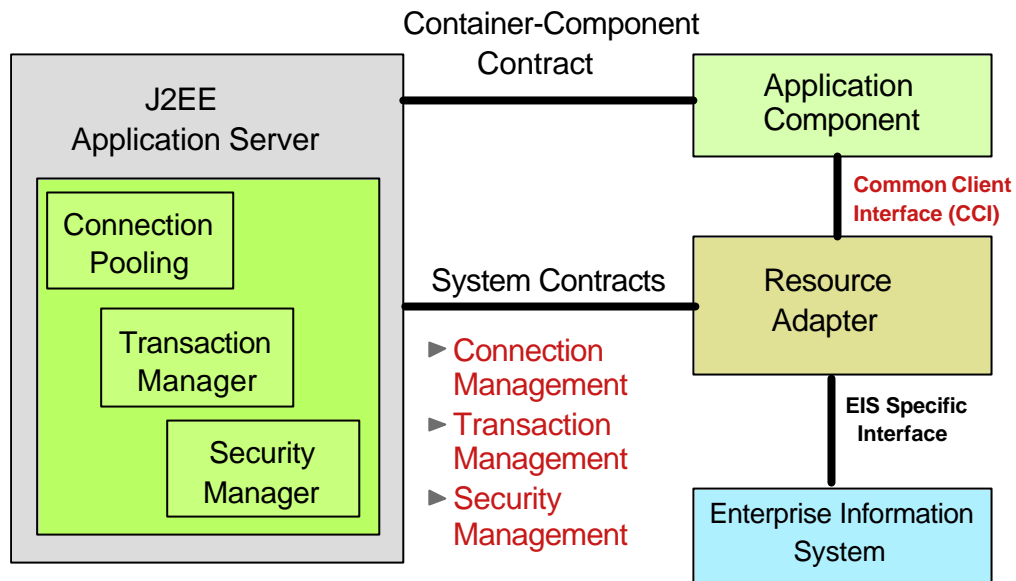 Container-Component
Contract
J2EE
Application Server
Connection
Pooling
Transaction
Manager
Security
Manager
System Contracts
Connection
Management
Transaction
Management
Security
Management
Application
Component
Common Client
Interface (CCI)
Resource
Adapter
EIS Specific
Interface
Enterprise Information
System